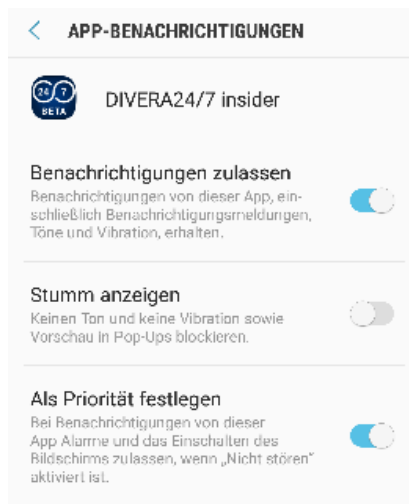 APP-BENACHRICHTIGUNGEN
24 7
BETA
DIVERA24/7 insider
Benachrichtigungen zulassen
Benachrichtigungen von dieser App, ein-
schließlich Benachrichtigungsmeldungen,
Töne und Vibration, erhalten.
Stumm anzeigen
Keinen Ton und keine Vibration sowie
Vorschau in Pop-Ups blockieren.
Als Priorität festlegen
Bei Benachrichtigungen von dieser
App Alarme und das Einschalten des
Bildschirms zulassen, wenn „Nicht stören“
aktiviert ist.